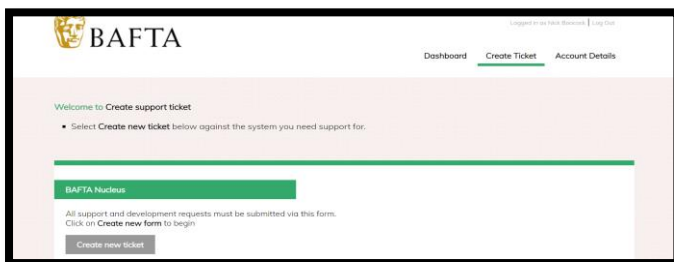 BAFTA
Logged in as Nick | Log Out
Dashboard Create Ticket Account Details
Welcome to Create support ticket
Select Create new ticket below against the system you need support for.
BAFTA Nucleus
All support and development requests must be submitted via this form.
Click on Create new form to begin
Create new ticket